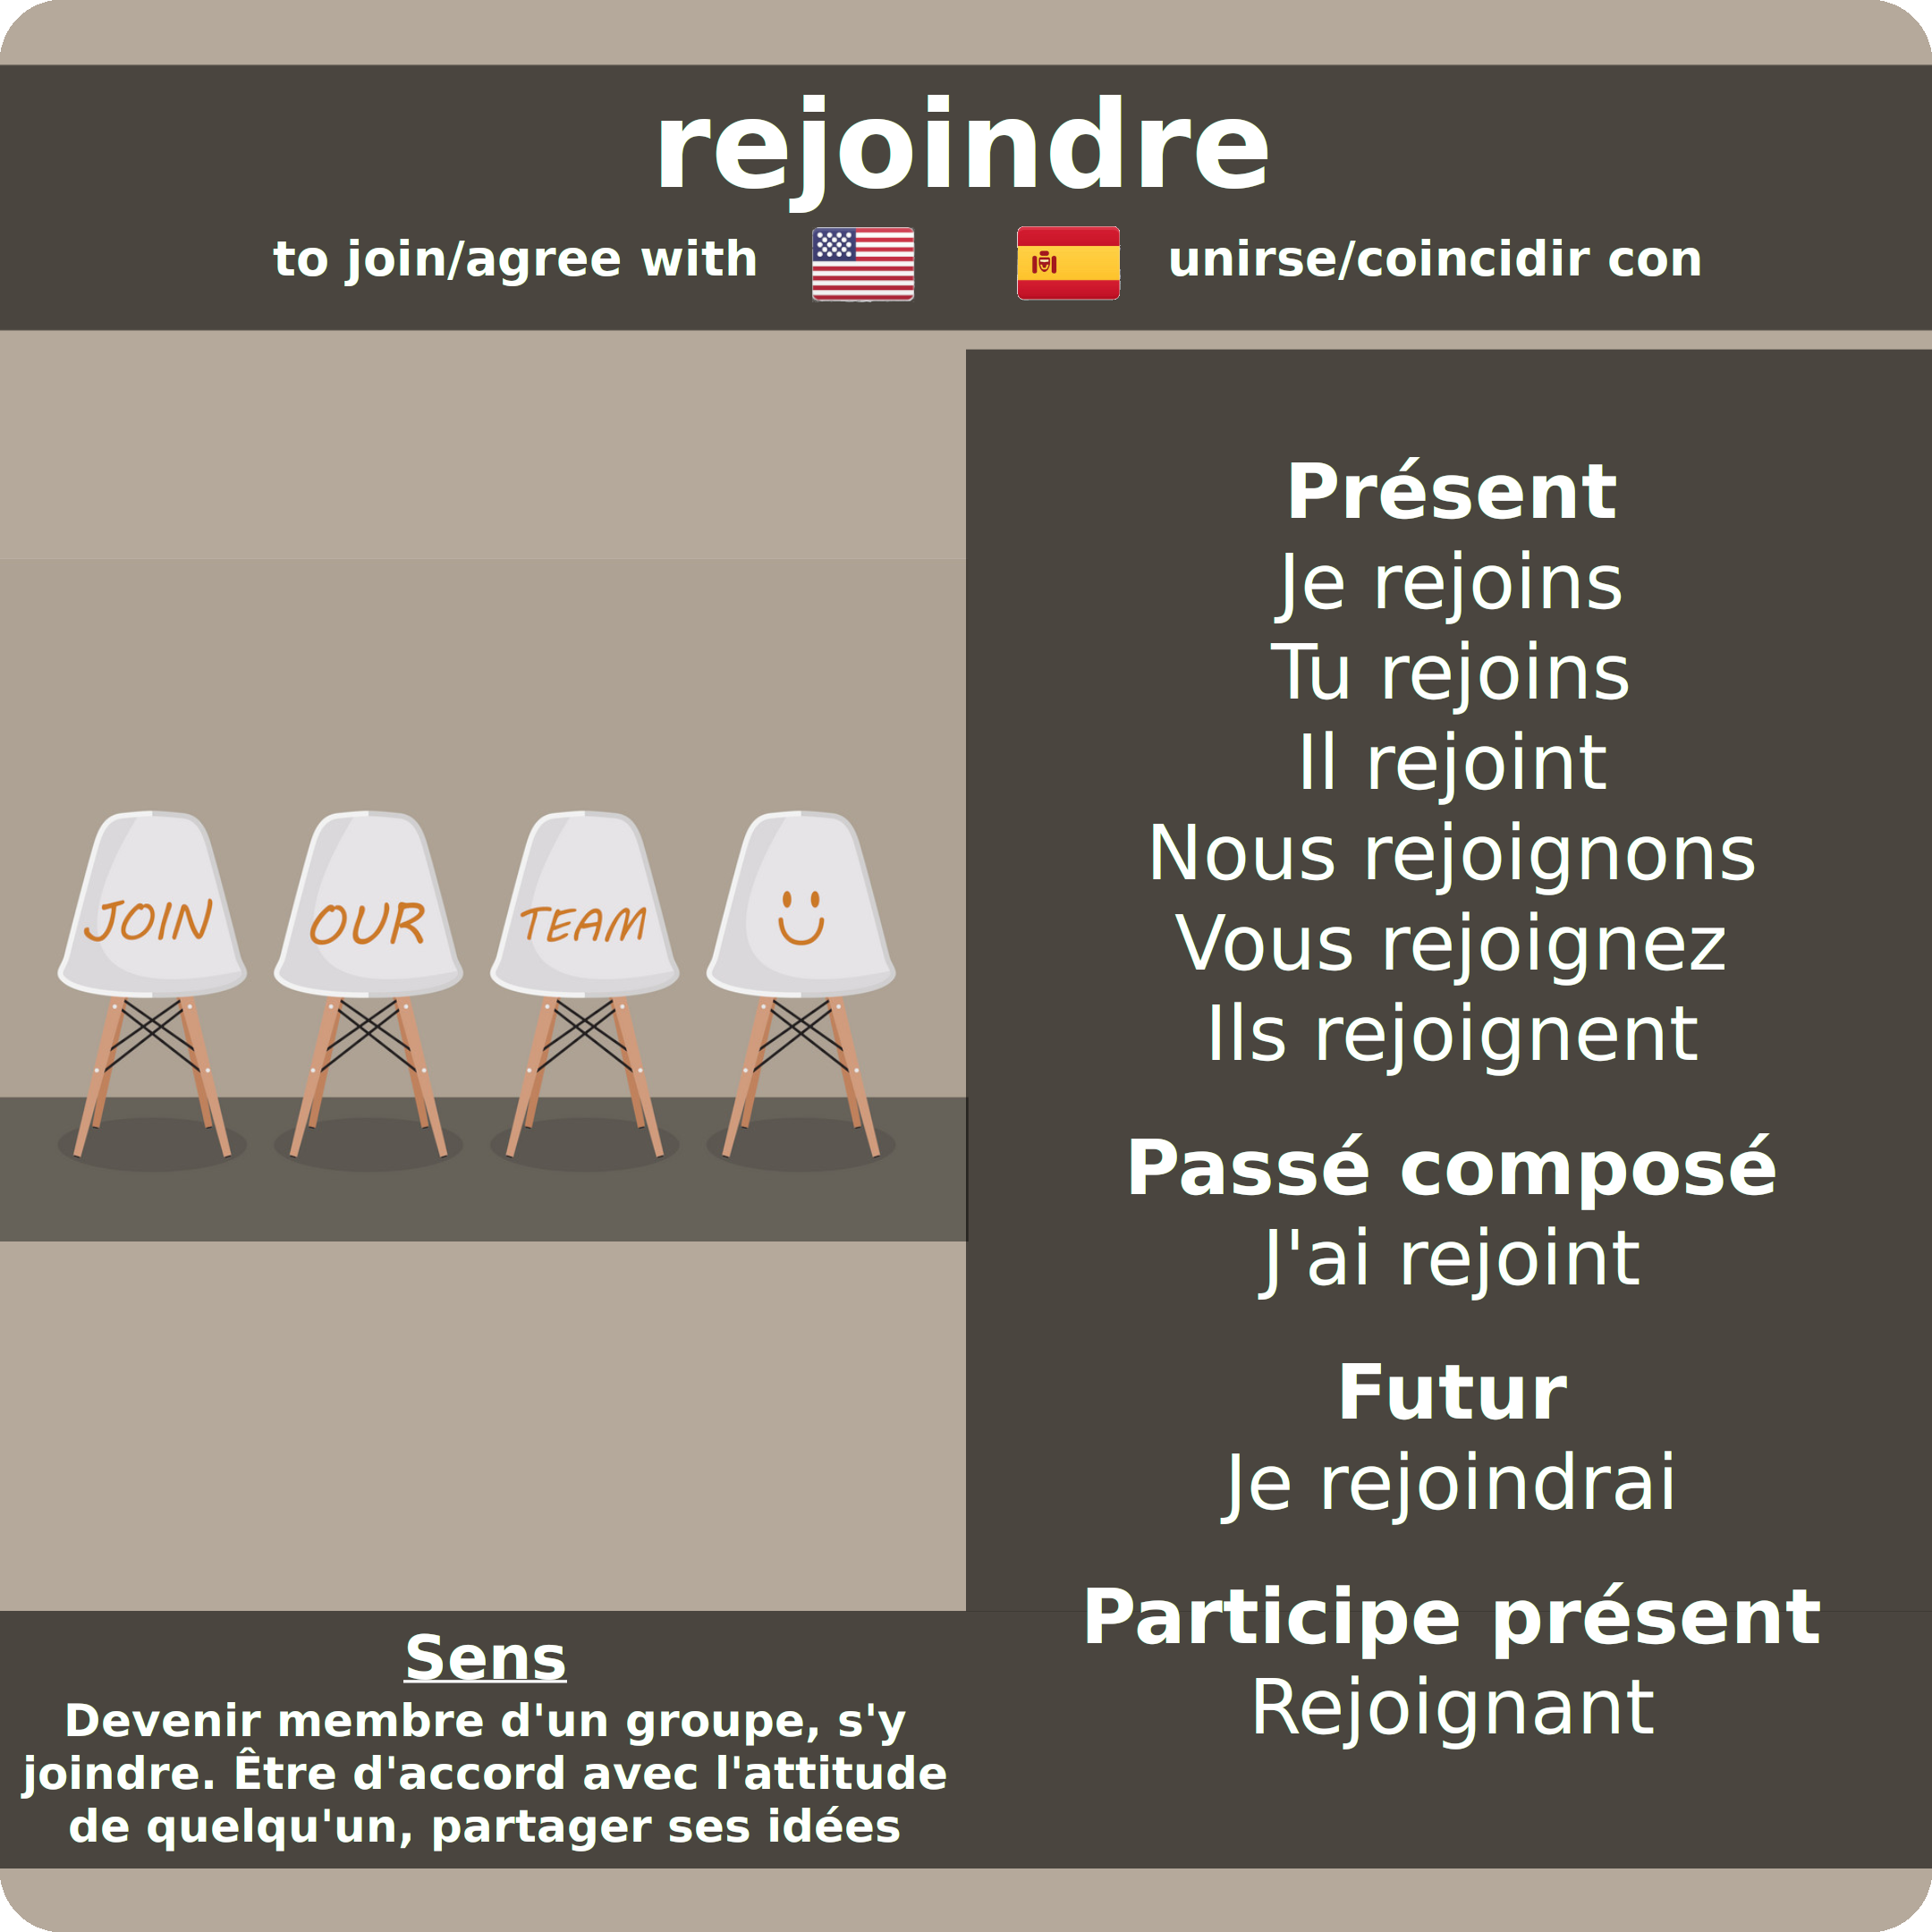 rejoindre
to join/agree with
unirse/coincidir con
Présent
Je rejoins
Tu rejoins
Il rejoint
Nous rejoignons
Vous rejoignez
Ils rejoignent
Passé composé
J'ai rejoint
Futur
Je rejoindrai
Participe présent
Rejoignant
JOIN
OUR
TEAM
Sens
Devenir membre d'un groupe, s'y
joindre. Être d'accord avec l'attitude
de quelqu'un, partager ses idées